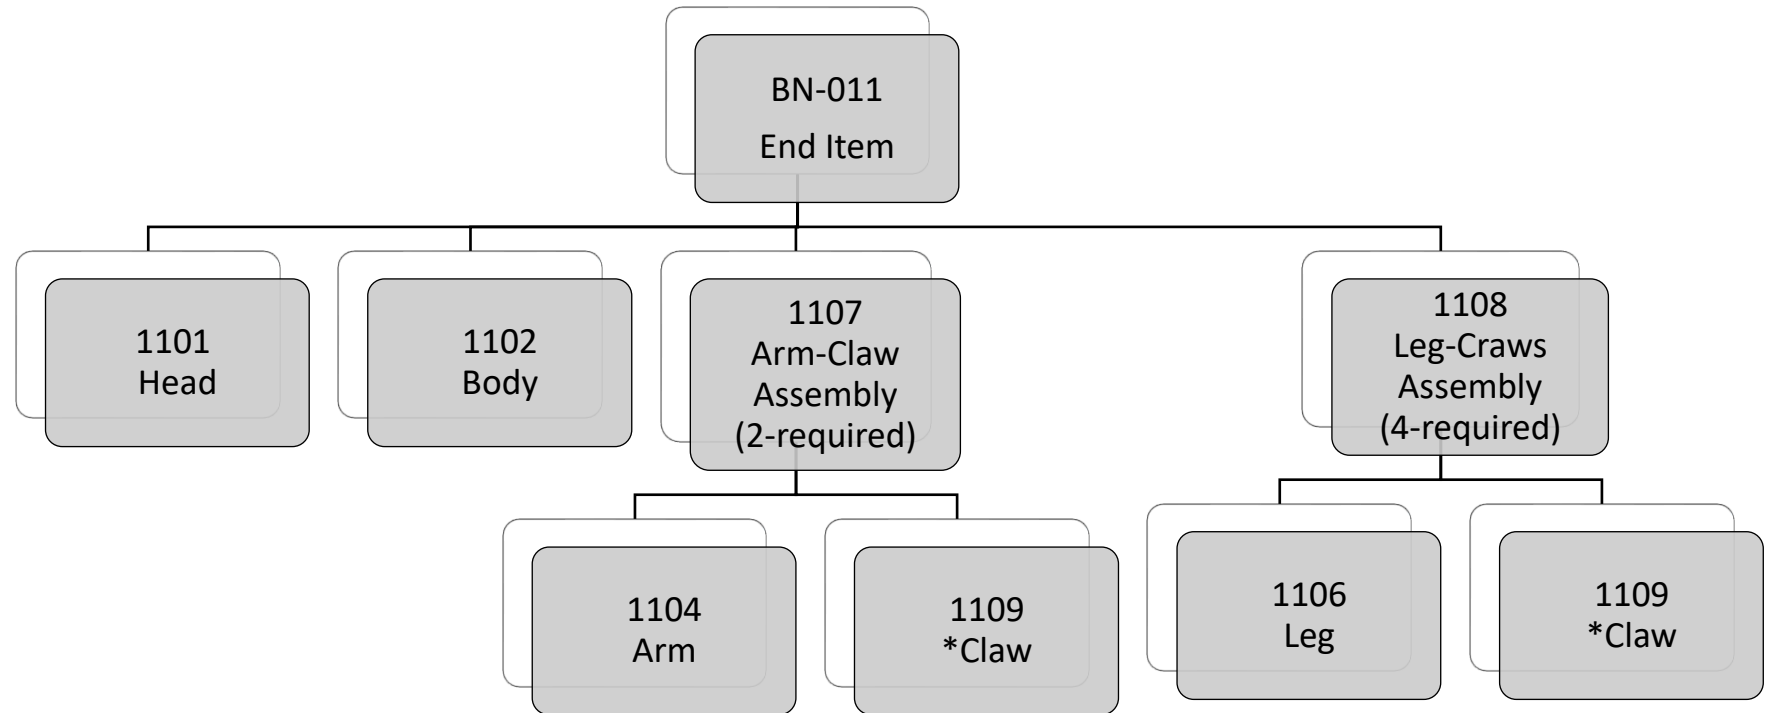 BN-011
End Item
1101
Head
1102
Body
1107
Arm-Claw
Assembly
(2-required)
1108
Leg-Craws
Assembly
(4-required)
1104
Arm
1109
*Claw
1106
Leg
1109
*Claw